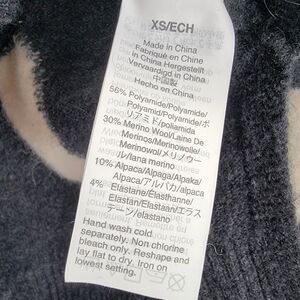 XS/ECH
Made in China
Fabriqué en Chine
In China Hergestellt
Vervaardigd in China
中国製
Hecho en China
56% Polyamide/Polyamide/
Polyamid/Polyamide/ポ
リアミド/poliamida
30% Merino Wool/Laine De
Merinos/Merinowolle/
Merinowol/メリノウー
ル/lana merino
10% Alpaca/Alpaga/Alpaka/
Alpaca/アルパカ/alpaca
4% Elastane/Élasthanne/
Elastan/Elastaan/エラス
テーン/elastano
Hand wash cold
separately. Non chlorine
bleach only. Reshape and
lay flat to dry. Iron on
lowest setting.